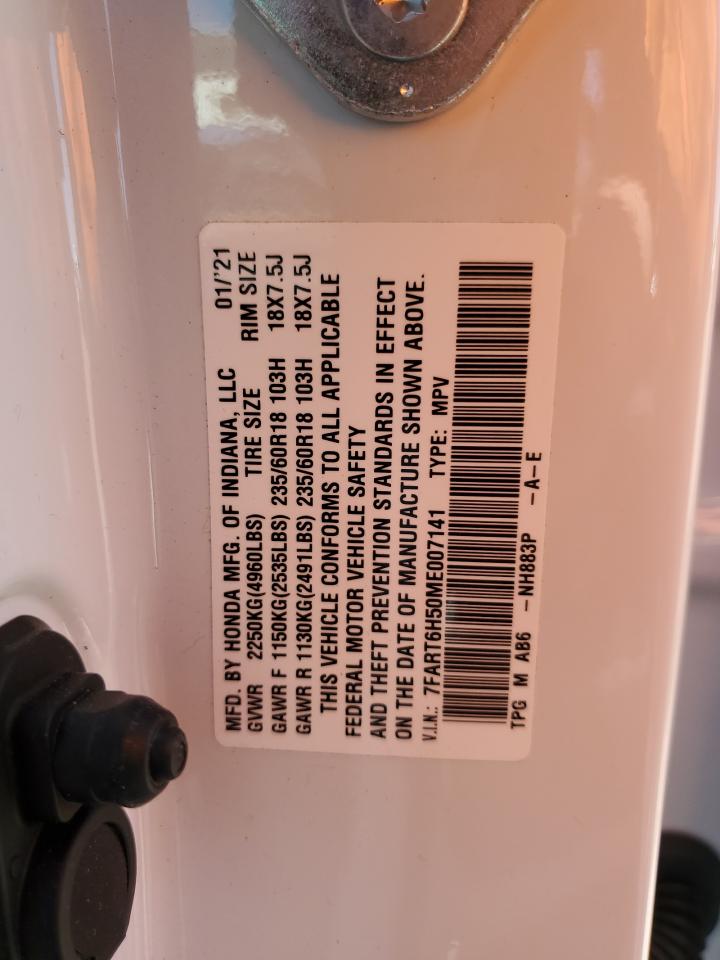 MFD. BY HONDA MFG. OF INDIANA, LLC 01/'21
GVWR 2250KG(4960LBS) TIRE SIZE RIM SIZE
GAWR F 1150KG(2535LBS) 235/60R18 103H 18X7.5J
GAWR R 1130KG(2491LBS) 235/60R18 103H 18X7.5J
THIS VEHICLE CONFORMS TO ALL APPLICABLE
FEDERAL MOTOR VEHICLE SAFETY
AND THEFT PREVENTION STANDARDS IN EFFECT
ON THE DATE OF MANUFACTURE SHOWN ABOVE.
V.I.N.: 7FART6H50ME007141 TYPE: MPV
TPG M AB6 -NH883P -A-E